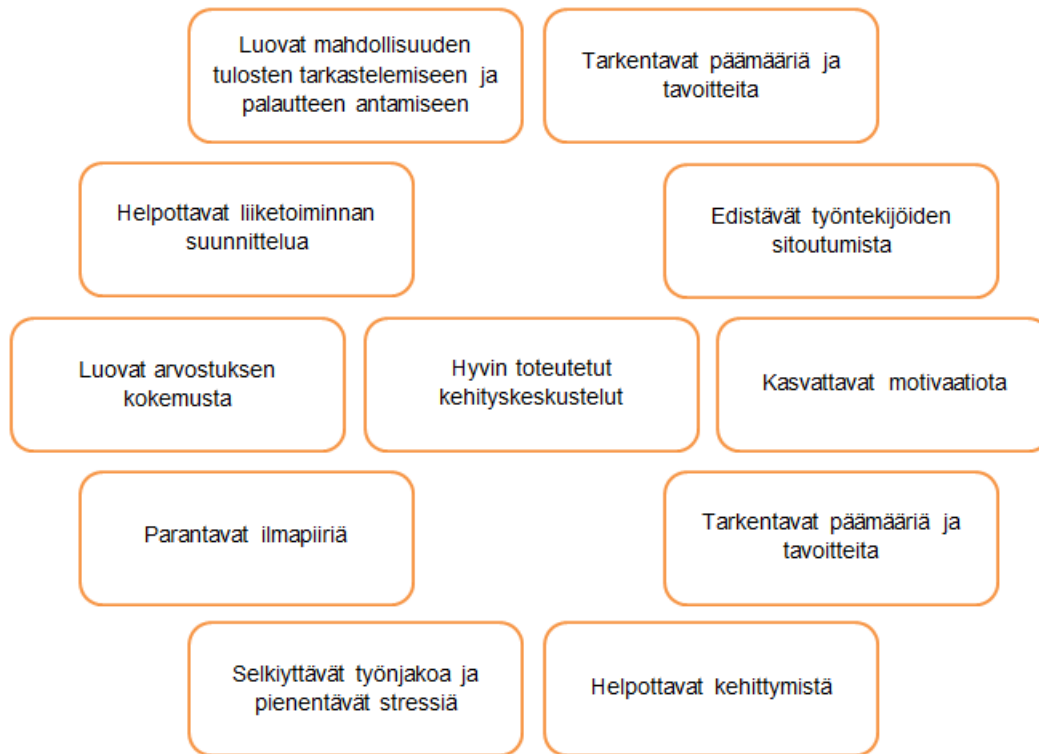 Luovat mahdollisuuden
tulosten tarkastelemiseen ja
palautteen antamiseen
Tarkentavat päämääriä ja
tavoitteita
Helpottavat liiketoiminnan
suunnittelua
Edistävät työntekijöiden
sitoutumista
Luovat arvostuksen
kokemusta
Hyvin toteutetut
kehityskeskustelut
Kasvattavat motivaatiota
Parantavat ilmapiiriä
Tarkentavat päämääriä ja
tavoitteita
Selkiyttävät työnjakoa ja
pienentävät stressiä
Helpottavat kehittymistä